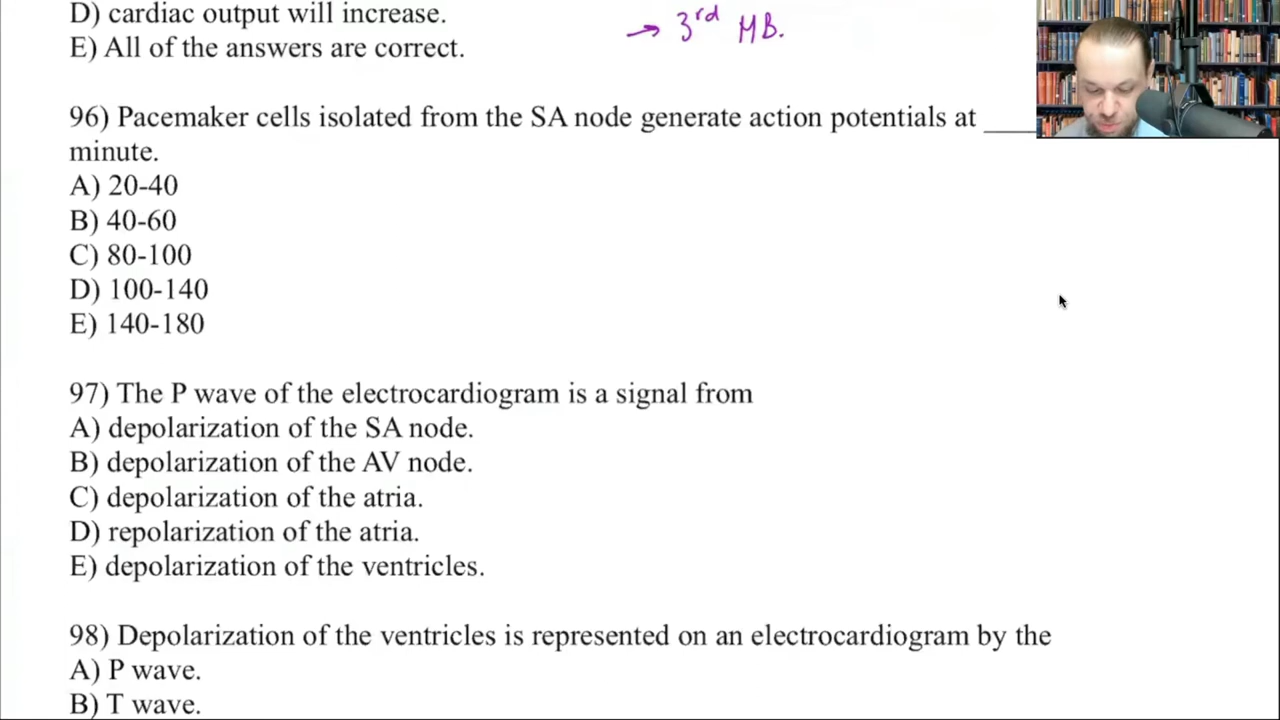 D) cardiac output will increase.
→ 3rd MB.
E) All of the answers are correct.
96) Pacemaker cells isolated from the SA node generate action potentials at ____
minute.
A) 20-40
B) 40-60
C) 80-100
D) 100-140
E) 140-180
97) The P wave of the electrocardiogram is a signal from
A) depolarization of the SA node.
B) depolarization of the AV node.
C) depolarization of the atria.
D) repolarization of the atria.
E) depolarization of the ventricles.
98) Depolarization of the ventricles is represented on an electrocardiogram by the
A) P wave.
B) T wave.